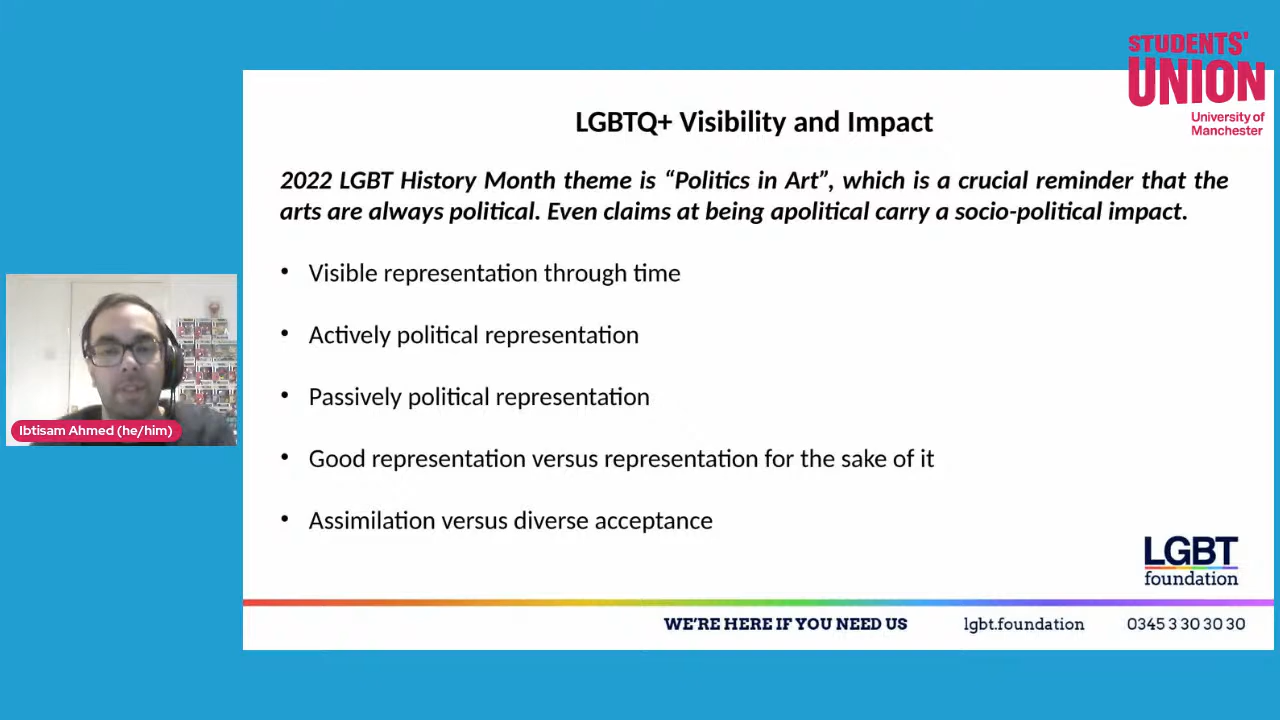 STUDENTS'
UNION
University of
Manchester
LGBTQ+ Visibility and Impact
2022 LGBT History Month theme is “Politics in Art”, which is a crucial reminder that the
arts are always political. Even claims at being apolitical carry a socio-political impact.
• Visible representation through time
• Actively political representation
• Passively political representation
• Good representation versus representation for the sake of it
• Assimilation versus diverse acceptance
Ibtisam Ahmed (he/him)
LGBT
foundation
WE'RE HERE IF YOU NEED US lgbt.foundation 0345 3 30 30 30